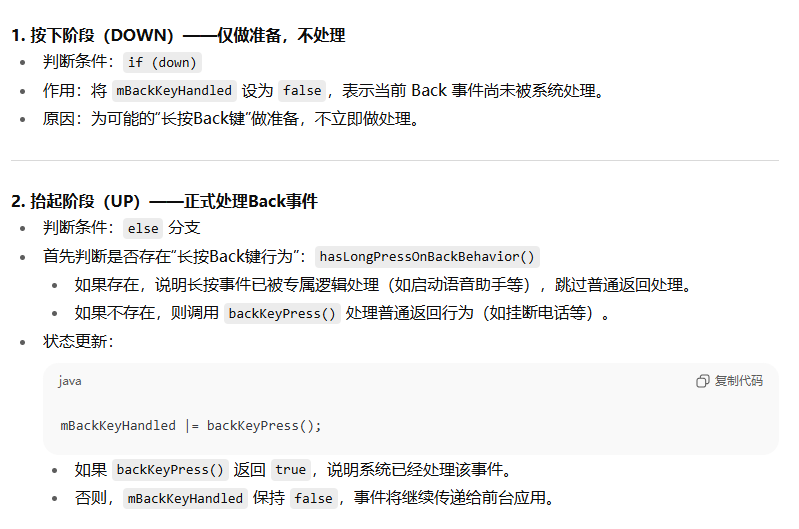 1. 按下阶段（DOWN）——仅做准备，不处理
• 判断条件：if (down)
• 作用：将 mBackKeyHandled 设为 false，表示当前 Back 事件尚未被系统处理。
• 原因：为可能的“长按Back键”做准备，不立即做处理。
2. 抬起阶段（UP）——正式处理Back事件
• 判断条件：else 分支
• 首先判断是否存在“长按Back键行为”：hasLongPressOnBackBehavior()
• 如果存在，说明长按事件已被专属逻辑处理（如启动语音助手等），跳过普通返回处理。
• 如果不存在，则调用 backKeyPress() 处理普通返回行为（如挂断电话等）。
• 状态更新：
java 复制代码
mBackKeyHandled |= backKeyPress();
• 如果 backKeyPress() 返回 true，说明系统已经处理该事件。
• 否则，mBackKeyHandled 保持 false，事件将继续传递给前台应用。